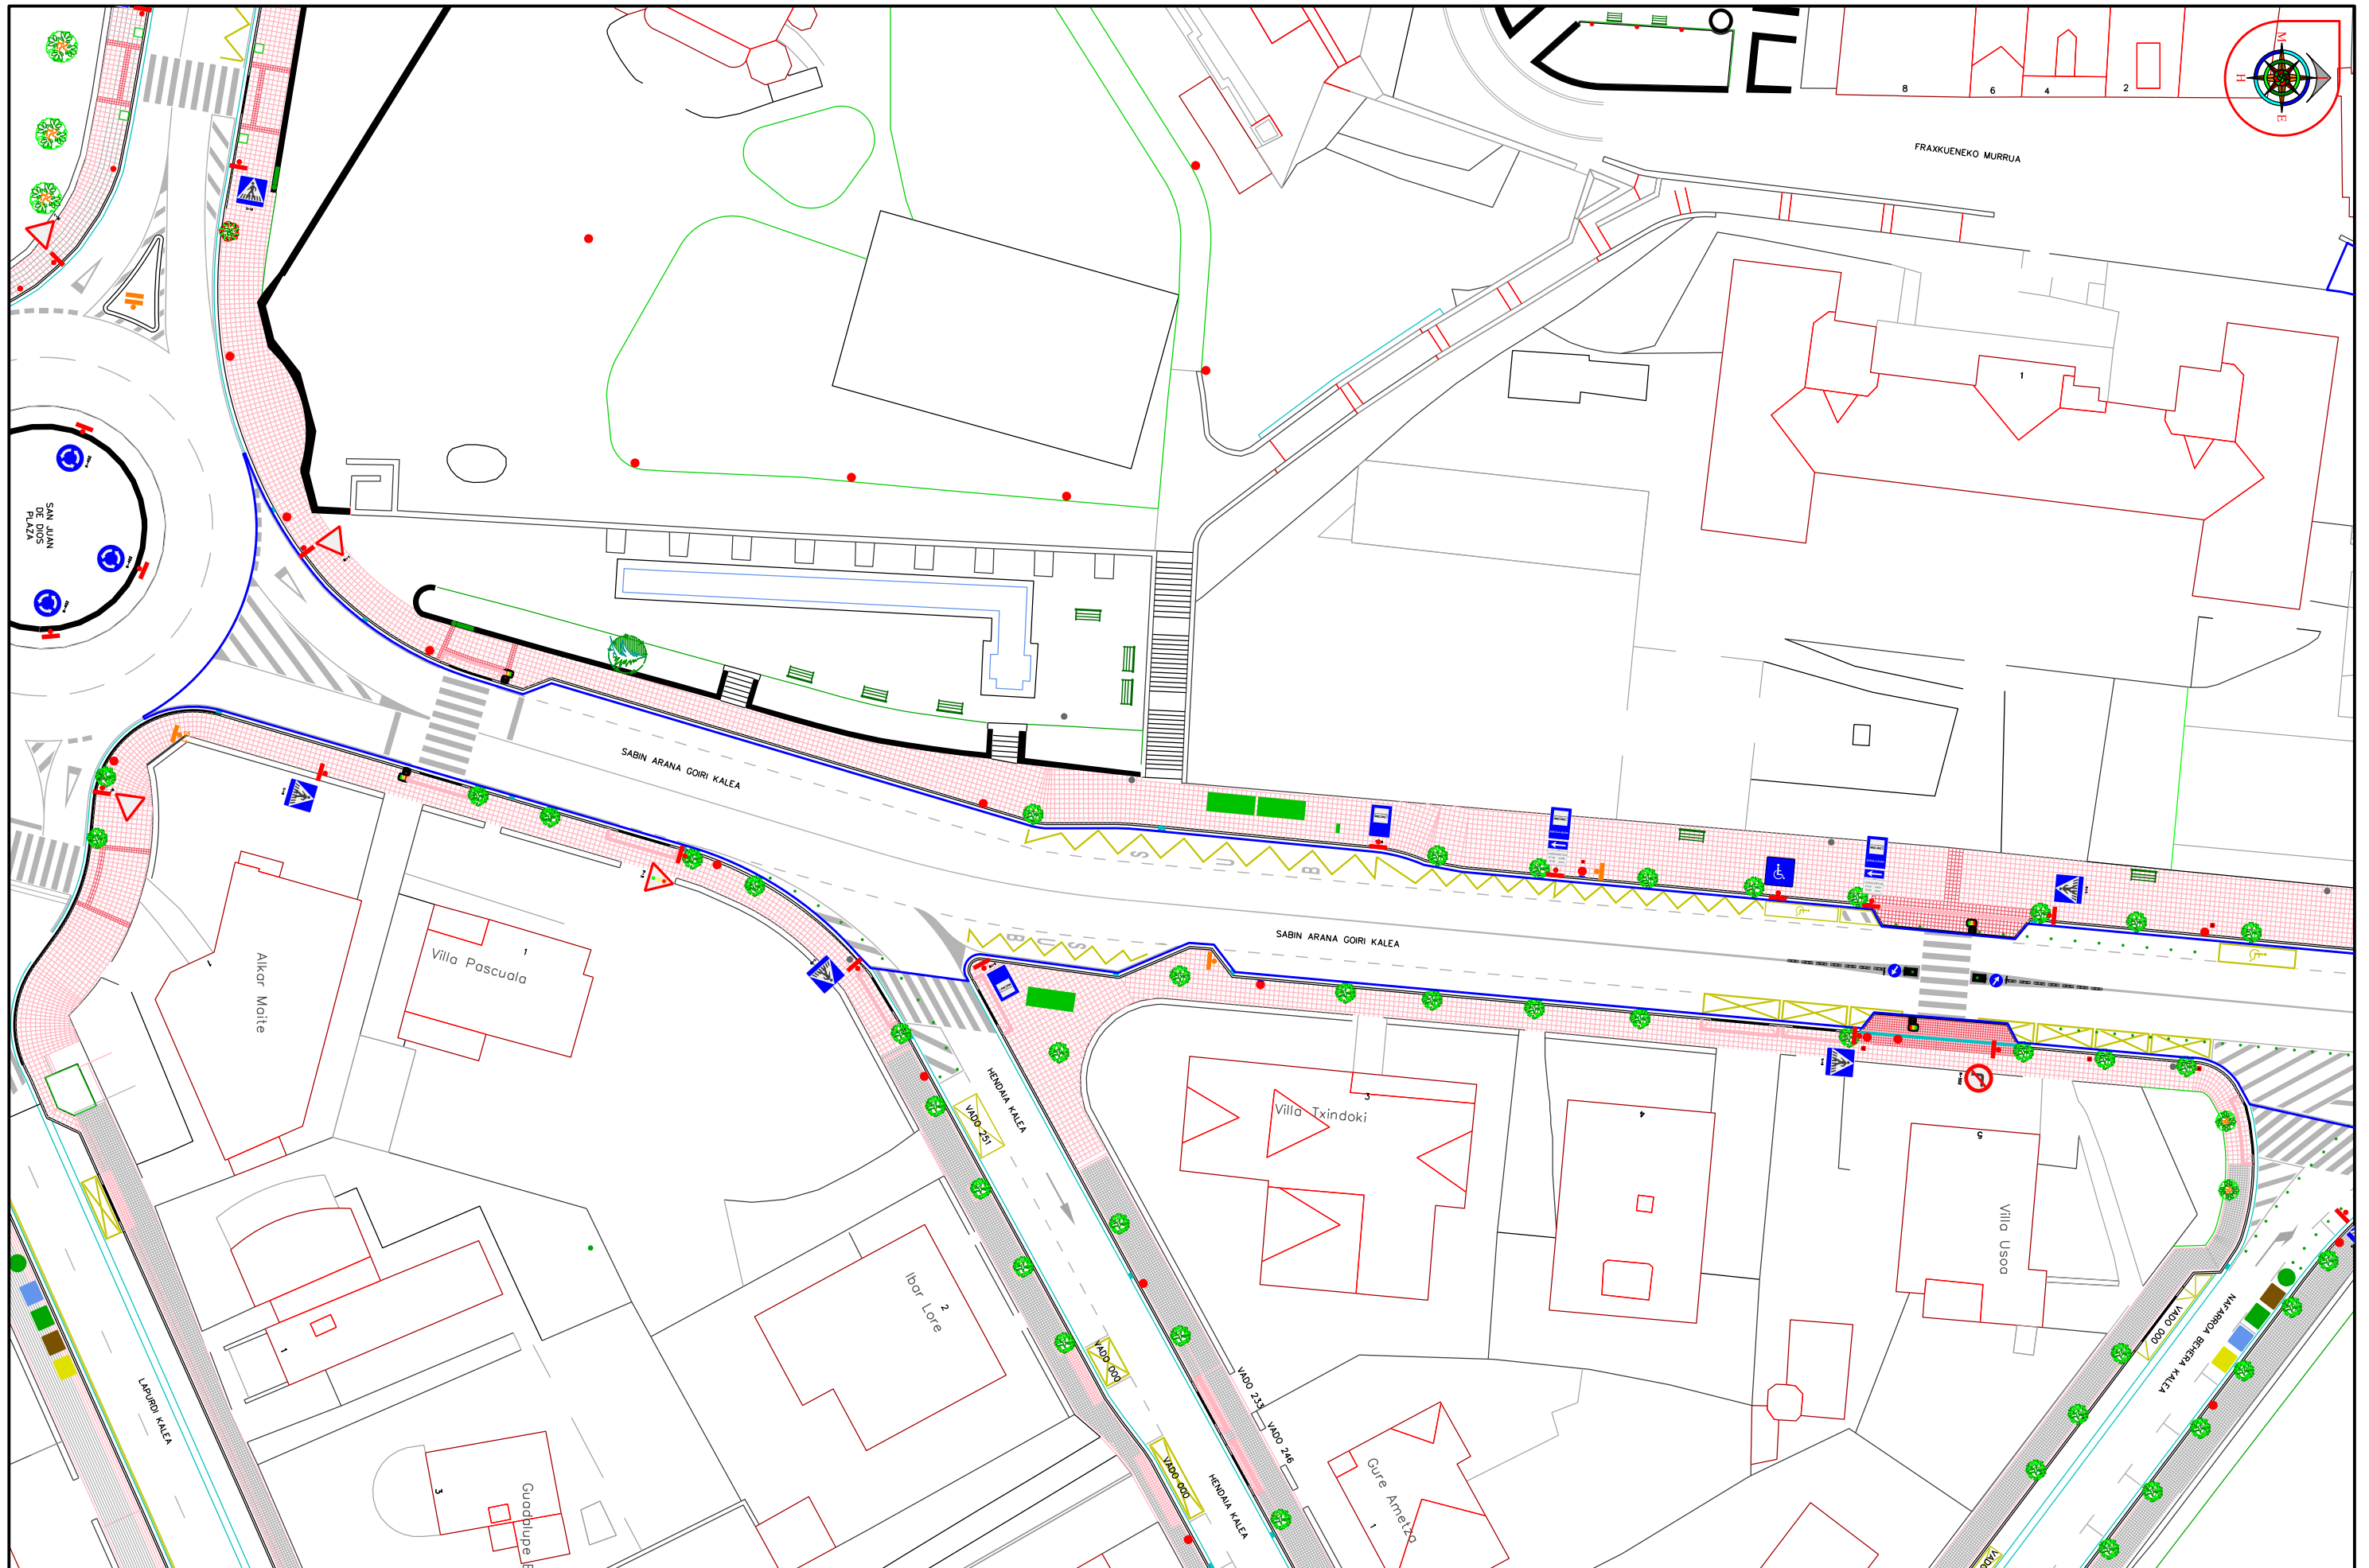 M
H
E
8
6
4
2
FRAXKUENEKO MURRUA
1
SAN JUAN
DE DIOS
PLAZA
SABIN ARANA GOIRI KALEA
BUS
SABIN ARANA GOIRI KALEA
BUS
Alkar Maite
1
Villa Pascuala
1
HENDAIA KALEA
VADO 251
Villa Txindoki
3
4
5
Villa Usoa
Ibar Lore
2
1
LAPURDI KALEA
VADO 000
VADO 233
VADO 246
VADO 000
HENDAIA KALEA
Gure Ametza
1
3
Guadalupe
VADO 000
NAFARROA BEHERA KALEA
VADO